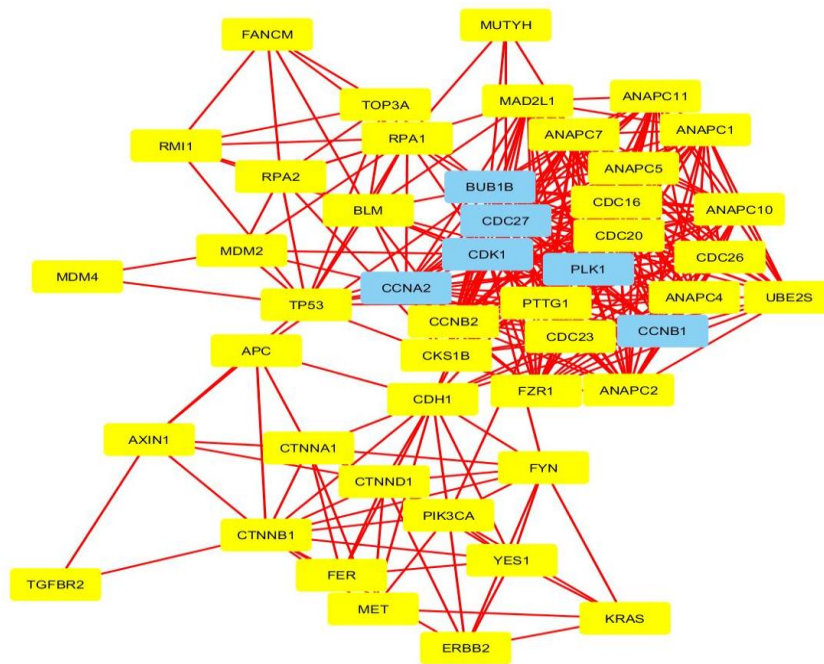 FANCM
MUTYH
TOP3A
MAD2L1
ANAPC11
RMI1
RPA1
ANAPC7
ANAPC1
RPA2
BUB1B
ANAPC5
BLM
CDC27
CDC16
ANAPC10
MDM2
CDK1
CDC20
CDC26
MDM4
CCNA2
PLK1
TP53
PTTG1
ANAPC4
UBE2S
CCNB2
CDC23
CCNB1
APC
CKS1B
CDH1
FZR1
ANAPC2
AXIN1
CTNNA1
CTNND1
FYN
CTNNB1
PIK3CA
TGFBR2
FER
YES1
MET
KRAS
ERBB2